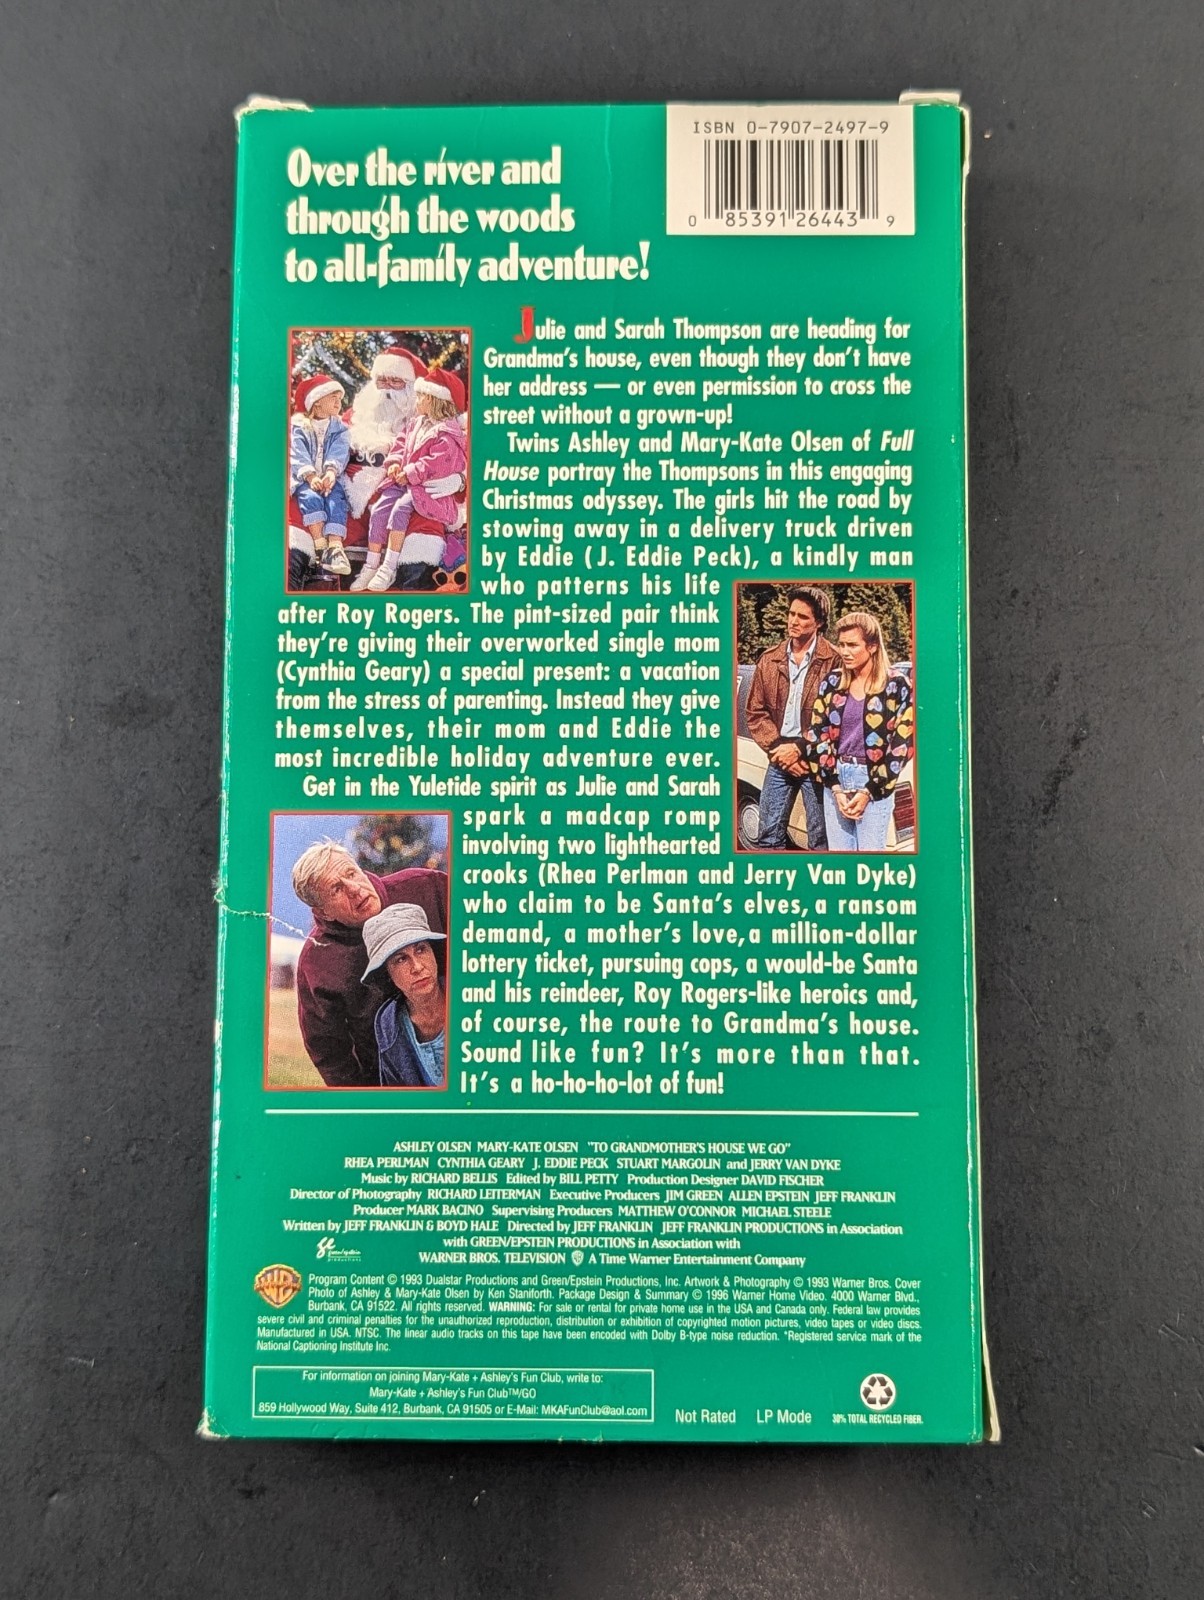 ISBN 0-7907-2497-9
0 85391 26443 9
Over the river and
through the woods
to all-family adventure!
Julie and Sarah Thompson are heading for
Grandma's house, even though they don't have
her address — or even permission to cross the
street without a grown-up!
Twins Ashley and Mary-Kate Olsen of Full
House portray the Thompsons in this engaging
Christmas odyssey. The girls hit the road by
stowing away in a delivery truck driven
by Eddie (J. Eddie Peck), a kindly man
who patterns his life
after Roy Rogers. The pint-sized pair think
they're giving their overworked single mom
(Cynthia Geary) a special present: a vacation
from the stress of parenting. Instead they give
themselves, their mom and Eddie the
most incredible holiday adventure ever.
Get in the Yuletide spirit as Julie and Sarah
spark a madcap romp
involving two lighthearted
crooks (Rhea Perlman and Jerry Van Dyke)
who claim to be Santa's elves, a ransom
demand, a mother's love, a million-dollar
lottery ticket, pursuing cops, a would-be Santa
and his reindeer, Roy Rogers-like heroics and,
of course, the route to Grandma's house.
Sound like fun? It's more than that.
It's a ho-ho-ho-lot of fun!
ASHLEY OLSEN MARY-KATE OLSEN "TO GRANDMOTHER'S HOUSE WE GO"
RHEA PERLMAN CYNTHIA GEARY J. EDDIE PECK STUART MARGOLIN and JERRY VAN DYKE
Music by RICHARD BELLIS Edited by BILL PETTY Production Designer DAVID FISCHER
Director of Photography RICHARD LEITERMAN Executive Producers JIM GREEN ALLEN EPSTEIN JEFF FRANKLIN
Producer MARK BACINO Supervising Producers MATTHEW O'CONNOR MICHAEL STEELE
Written by JEFF FRANKLIN & BOYD HALE Directed by JEFF FRANKLIN JEFF FRANKLIN PRODUCTIONS in Association
with GREEN/EPSTEIN PRODUCTIONS in Association with
ge green/epstein productions
WARNER BROS. TELEVISION A Time Warner Entertainment Company
Program Content © 1993 Dualstar Productions and Green/Epstein Productions, Inc. Artwork & Photography © 1993 Warner Bros. Cover
Photo of Ashley & Mary-Kate Olsen by Ken Staniforth. Package Design & Summary © 1996 Warner Home Video. 4000 Warner Blvd.,
Burbank, CA 91522. All rights reserved. WARNING: For sale or rental for private home use in the USA and Canada only. Federal law provides
severe civil and criminal penalties for the unauthorized reproduction, distribution or exhibition of copyrighted motion pictures, video tapes or video discs.
Manufactured in USA. NTSC. The linear audio tracks on this tape have been encoded with Dolby B-type noise reduction. *Registered service mark of the
National Captioning Institute Inc.
For information on joining Mary-Kate + Ashley's Fun Club, write to:
Mary-Kate + Ashley's Fun Club™/GO
859 Hollywood Way, Suite 412, Burbank, CA 91505 or E-Mail: MKAFunClub@aol.com
Not Rated LP Mode
30% TOTAL RECYCLED FIBER.